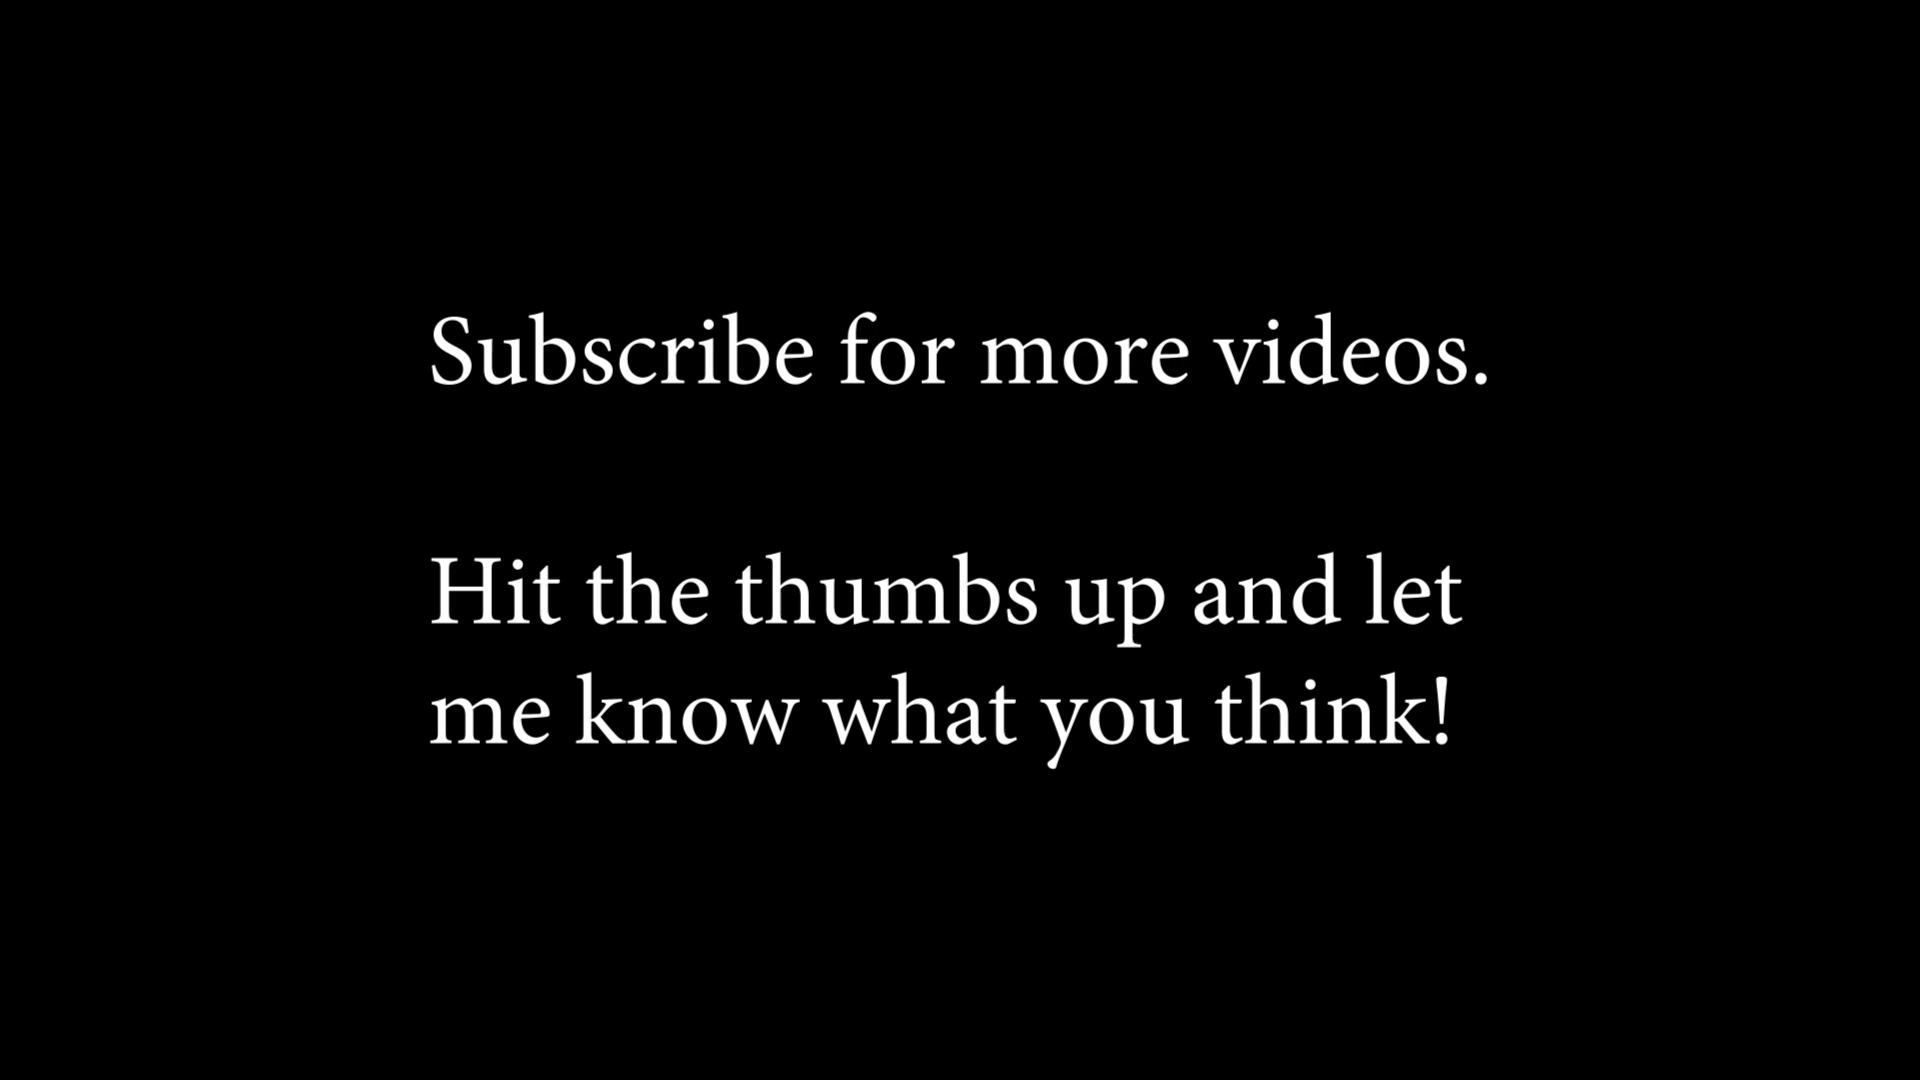 Subscribe for more videos.
Hit the thumbs up and let
me know what you think!